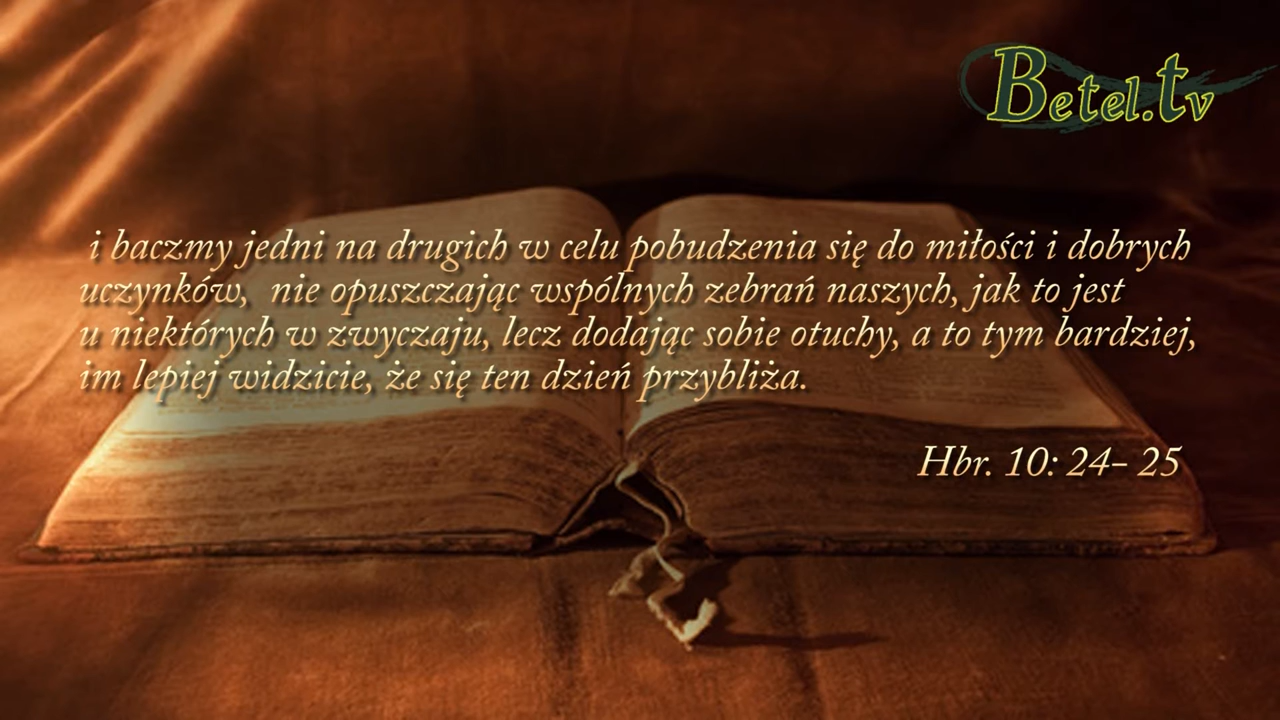 Betel.tv
i baczmy jedni na drugich w celu pobudzenia się do miłości i dobrych
uczynków, nie opuszczając wspólnych zebrań naszych, jak to jest
u niektórych w zwyczaju, lecz dodając sobie otuchy, a to tym bardziej,
im lepiej widzicie, że się ten dzień przybliża.
Hbr. 10: 24- 25